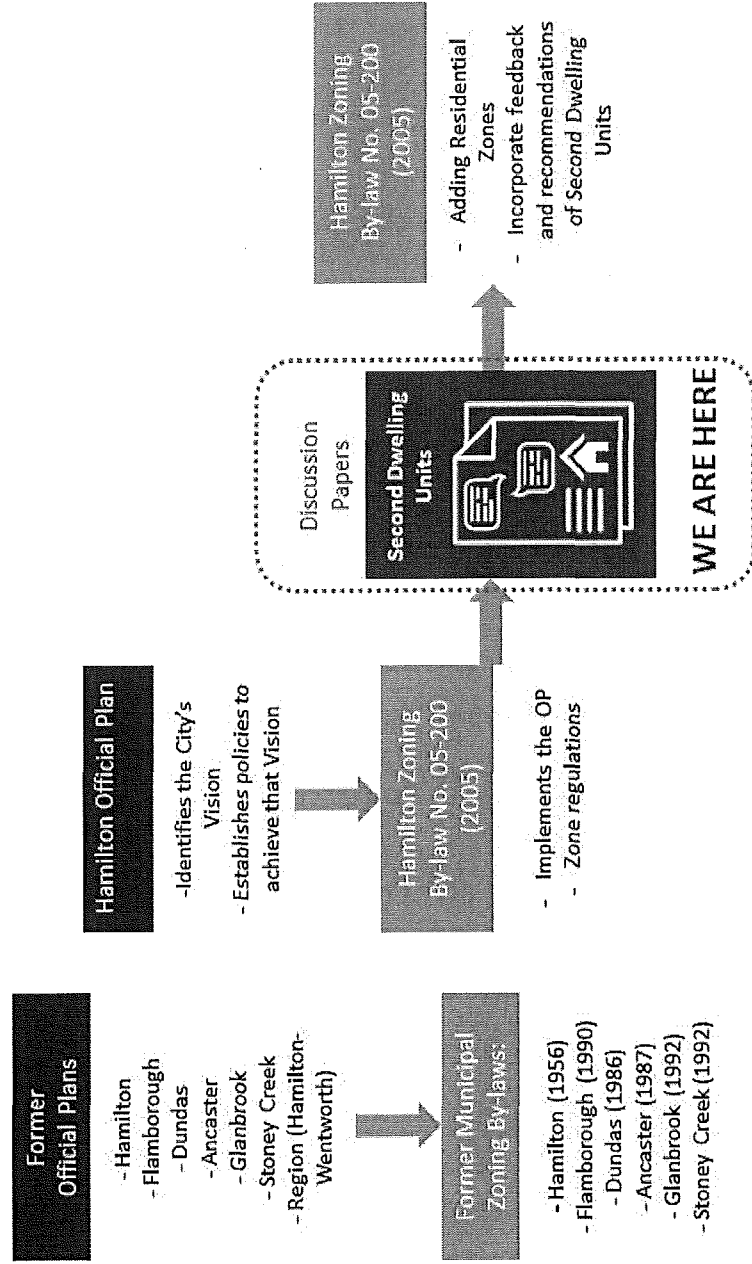 Former
Official Plans
- Hamilton
- Flamborough
- Dundas
- Ancaster
- Glanbrook
- Stoney Creek
- Region (Hamilton-
Wentworth)
Former Municipal
Zoning By-laws:
- Hamilton (1956)
- Flamborough (1990)
- Dundas (1986)
- Ancaster (1987)
- Glanbrook (1992)
- Stoney Creek (1992)
Hamilton Official Plan
-Identifies the City's
Vision
- Establishes policies to
achieve that Vision
Hamilton Zoning
By-law No. 05-200
(2005)
- Implements the OP
- Zone regulations
Discussion
Papers
Second Dwelling
Units
WE ARE HERE
Hamilton Zoning
By-law No. 05-200
(2005)
- Adding Residential
Zones
- Incorporate feedback
and recommendations
of Second Dwelling
Units